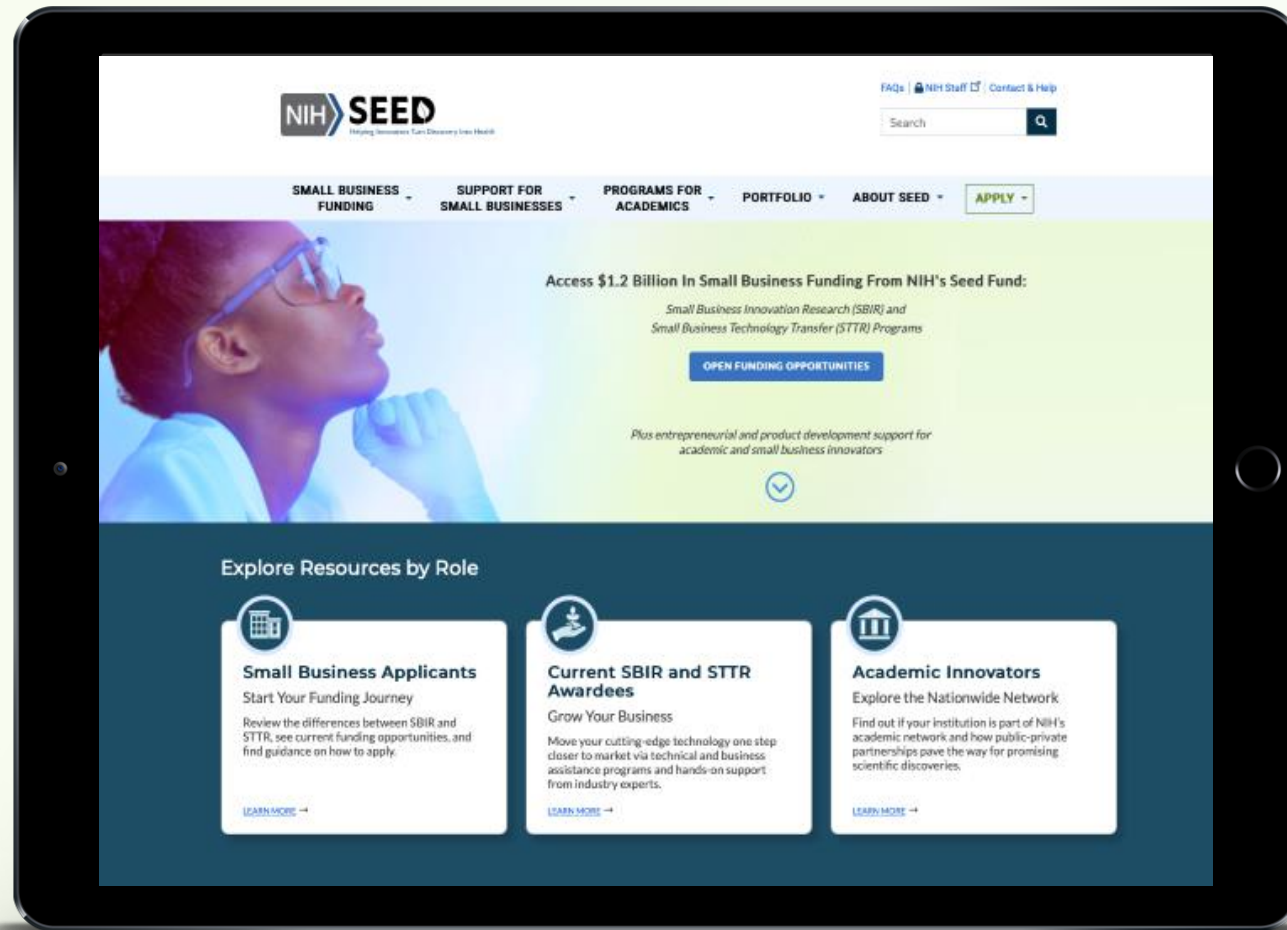 FAQs | NIH Staff | Contact & Help
NIH SEED
Helping Innovators Turn Discovery Into Health
Search
SMALL BUSINESS FUNDING
SUPPORT FOR SMALL BUSINESSES
PROGRAMS FOR ACADEMICS
PORTFOLIO
ABOUT SEED
APPLY
Access $1.2 Billion In Small Business Funding From NIH's Seed Fund:
Small Business Innovation Research (SBIR) and
Small Business Technology Transfer (STTR) Programs
OPEN FUNDING OPPORTUNITIES
Plus entrepreneurial and product development support for
academic and small business innovators
Explore Resources by Role
Small Business Applicants
Start Your Funding Journey
Review the differences between SBIR and
STTR, see current funding opportunities, and
find guidance on how to apply.
LEARN MORE →
Current SBIR and STTR
Awardees
Grow Your Business
Move your cutting-edge technology one step
closer to market via technical and business
assistance programs and hands-on support
from industry experts.
LEARN MORE →
Academic Innovators
Explore the Nationwide Network
Find out if your institution is part of NIH's
academic network and how public-private
partnerships pave the way for promising
scientific discoveries.
LEARN MORE →